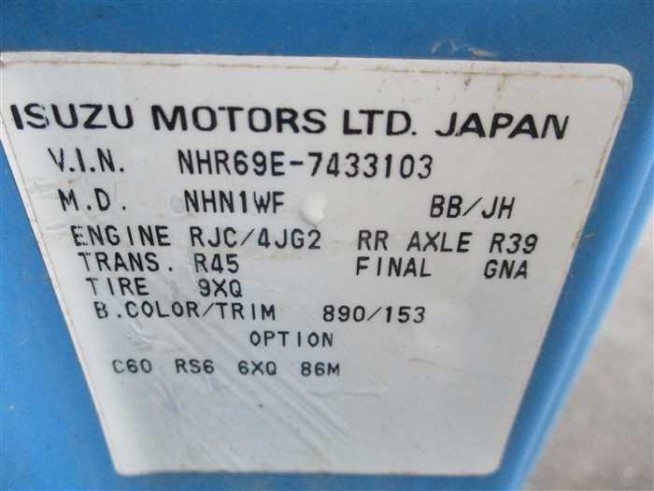 ISUZU MOTORS LTD. JAPAN
V.I.N. NHR69E-7433103
M.D. NHN1WF BB/JH
ENGINE RJC/4JG2 RR AXLE R39
TRANS. R45 FINAL GNA
TIRE 9XQ
B.COLOR/TRIM 890/153
OPTION
C60 RS6 6XQ 86M